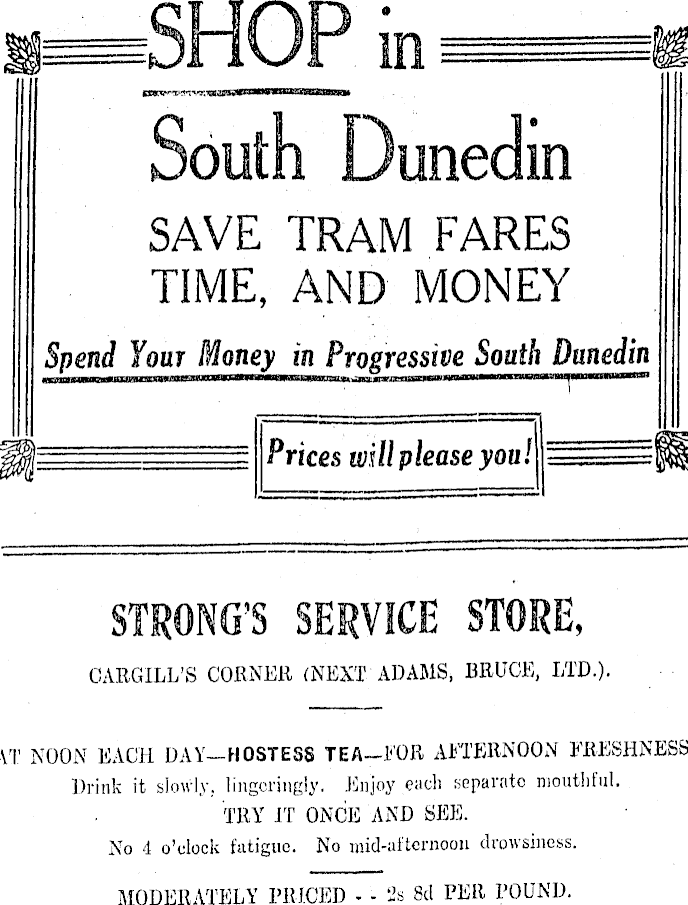 SHOP in
South Dunedin
SAVE TRAM FARES
TIME, AND MONEY
Spend Your Money in Progressive South Dunedin
Prices will please you!
STRONG'S SERVICE STORE,
CARGILL'S CORNER (NEXT ADAMS, BRUCE, LTD.).
AT NOON EACH DAY—HOSTESS TEA—FOR AFTERNOON FRESHNESS
Drink it slowly, lingeringly. Enjoy each separate mouthful.
TRY IT ONCE AND SEE.
No 4 o'clock fatigue. No mid-afternoon drowsiness.
MODERATELY PRICED - - 2s 8d PER POUND.